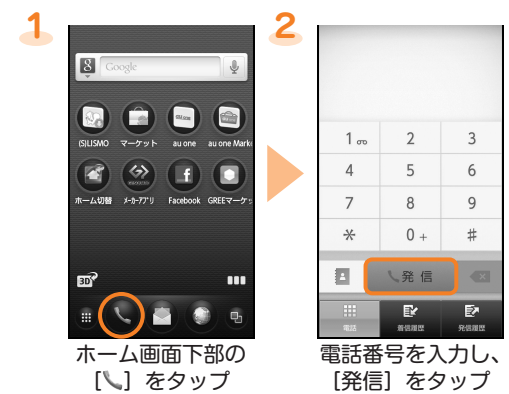 1
8 Google
(S)LISMO マーケット au one au one Mark
ホーム切替 メーカーアプリ Facebook GREEマーケッ
3D
ホーム画面下部の
[📞] をタップ
2
1 2 3
4 5 6
7 8 9
* 0 + #
発信
電話 着信履歴 発信履歴
電話番号を入力し、
[発信] をタップ